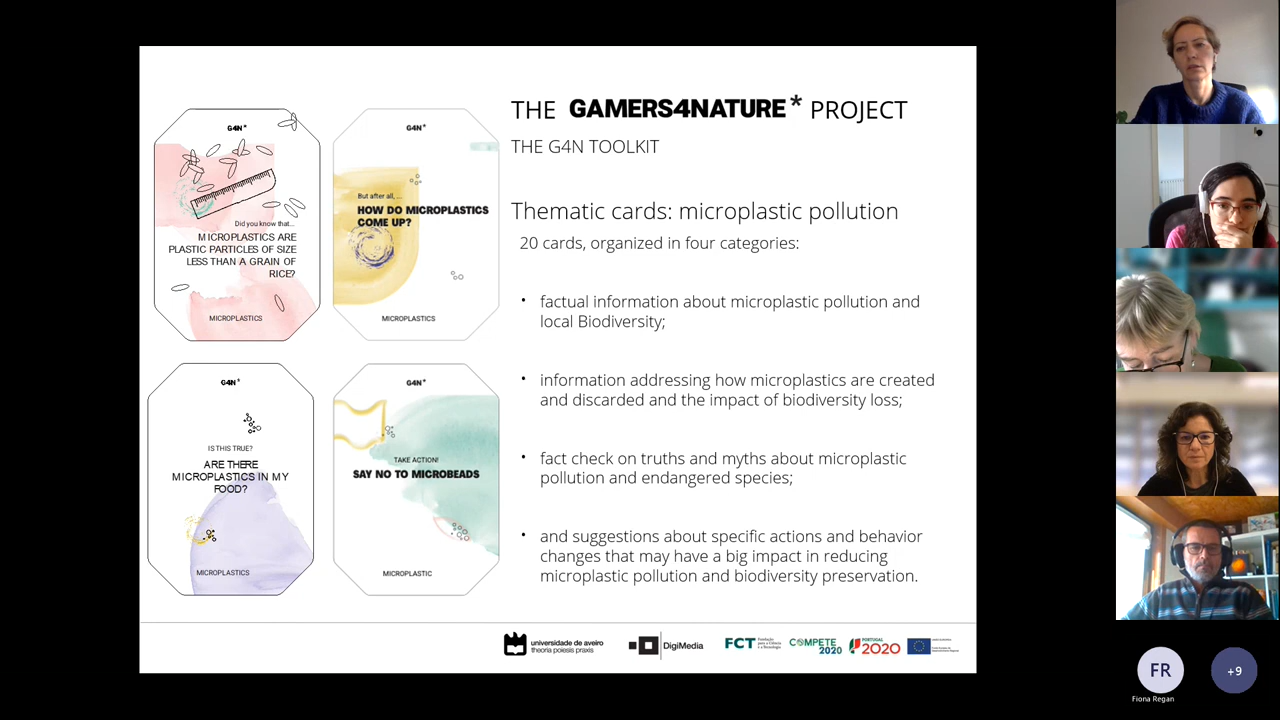 THE GAMERS4NATURE* PROJECT
THE G4N TOOLKIT
G4N*
Did you know that...
MICROPLASTICS ARE
PLASTIC PARTICLES OF SIZE
LESS THAN A GRAIN OF
RICE?
MICROPLASTICS
G4N*
But after all, ...
HOW DO MICROPLASTICS
COME UP?
MICROPLASTICS
G4N*
IS THIS TRUE?
ARE THERE
MICROPLASTICS IN MY
FOOD?
MICROPLASTICS
G4N*
TAKE ACTION!
SAY NO TO MICROBEADS
MICROPLASTIC
Thematic cards: microplastic pollution
20 cards, organized in four categories:
• factual information about microplastic pollution and
local Biodiversity;
• information addressing how microplastics are created
and discarded and the impact of biodiversity loss;
• fact check on truths and myths about microplastic
pollution and endangered species;
• and suggestions about specific actions and behavior
changes that may have a big impact in reducing
microplastic pollution and biodiversity preservation.
universidade de aveiro
theoria poiesis praxis
DigiMedia
FCT
Fundação
para a Ciência
e a Tecnologia
COMPETE
2020
PORTUGAL
2020
FR
Fiona Regan
+9